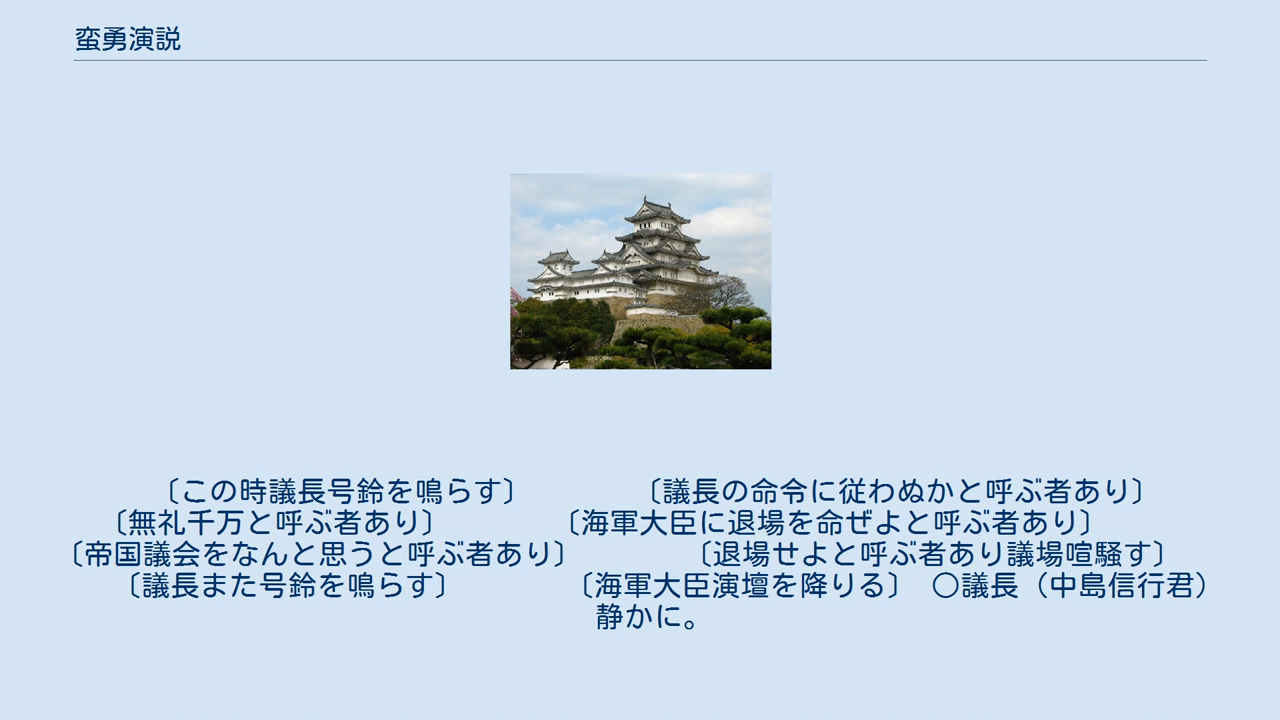 蛮勇演説
〔この時議長号鈴を鳴らす〕 〔議長の命令に従わぬかと呼ぶ者あり〕
〔無礼千万と呼ぶ者あり〕 〔海軍大臣に退場を命ぜよと呼ぶ者あり〕
〔帝国議会をなんと思うと呼ぶ者あり〕 〔退場せよと呼ぶ者あり議場喧騒す〕
〔議長また号鈴を鳴らす〕 〔海軍大臣演壇を降りる〕 〇議長（中島信行君）
静かに。